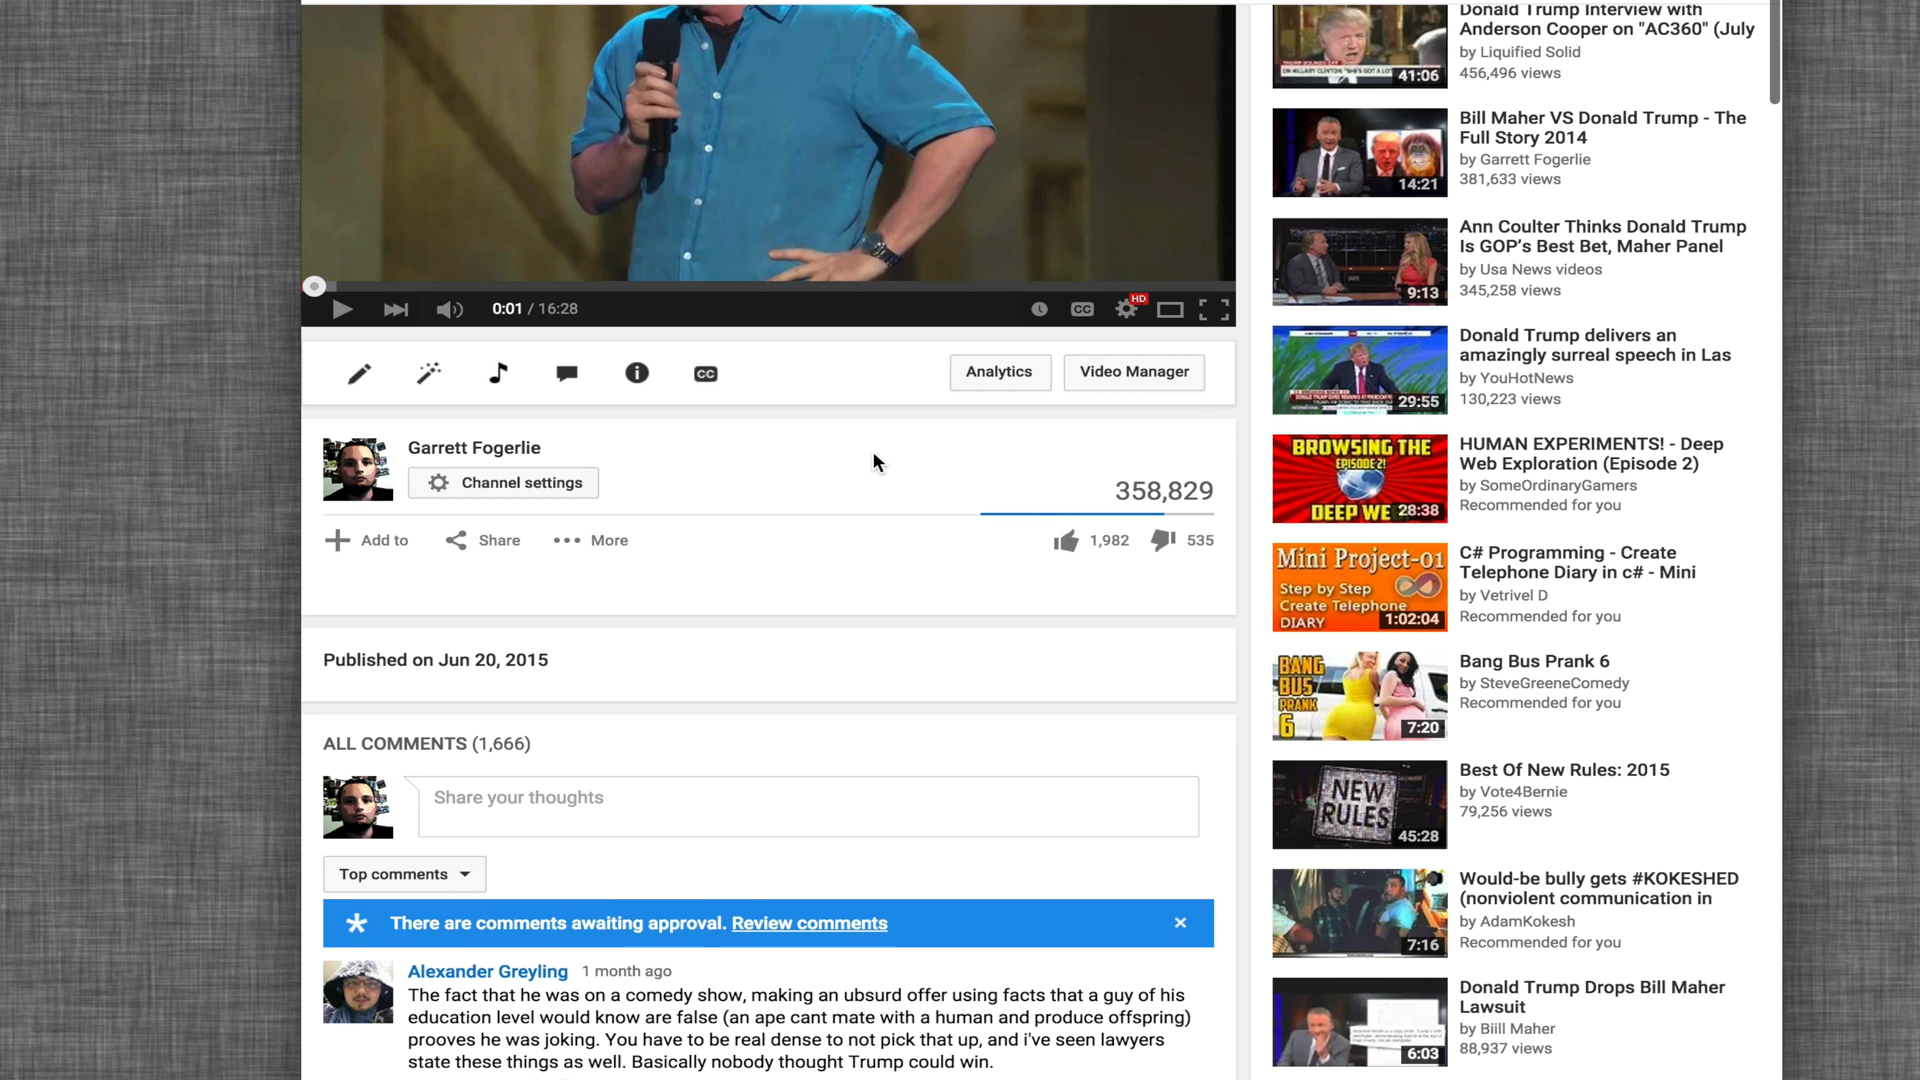 0:01 / 16:28
HD
CC
CC
Analytics
Video Manager
Garrett Fogerlie
Channel settings
358,829
Add to
Share
More
1,982
535
Published on Jun 20, 2015
ALL COMMENTS (1,666)
Share your thoughts
Top comments
There are comments awaiting approval. Review comments
Alexander Greyling 1 month ago
The fact that he was on a comedy show, making an ubsurd offer using facts that a guy of his
education level would know are false (an ape cant mate with a human and produce offspring)
prooves he was joking. You have to be real dense to not pick that up, and i've seen lawyers
state these things as well. Basically nobody thought Trump could win.
Donald Trump Interview with
Anderson Cooper on "AC360" (July
by Liquified Solid
456,496 views
41:06
Bill Maher VS Donald Trump - The
Full Story 2014
by Garrett Fogerlie
381,633 views
14:21
Ann Coulter Thinks Donald Trump
Is GOP's Best Bet, Maher Panel
by Usa News videos
345,258 views
9:13
Donald Trump delivers an
amazingly surreal speech in Las
by YouHotNews
130,223 views
29:55
BROWSING THE
EPISODE 2!
DEEP WE
28:38
HUMAN EXPERIMENTS! - Deep
Web Exploration (Episode 2)
by SomeOrdinaryGamers
Recommended for you
Mini Project-01
Step by Step
Create Telephone
DIARY
1:02:04
C# Programming - Create
Telephone Diary in c# - Mini
by Vetrivel D
Recommended for you
BANG
BUS
PRANK
6
7:20
Bang Bus Prank 6
by SteveGreeneComedy
Recommended for you
NEW
RULES
45:28
Best Of New Rules: 2015
by Vote4Bernie
79,256 views
Would-be bully gets #KOKESHED
(nonviolent communication in
by AdamKokesh
Recommended for you
7:16
Donald Trump Drops Bill Maher
Lawsuit
by Biill Maher
88,937 views
6:03